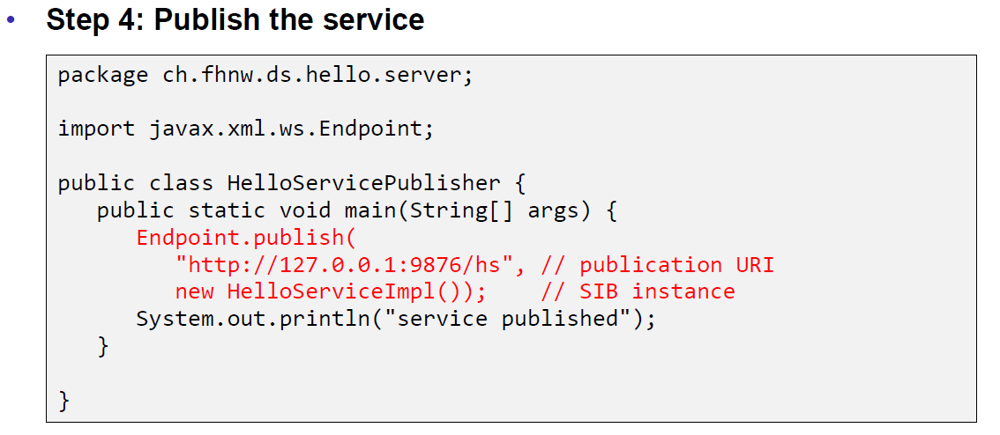 • Step 4: Publish the service
package ch.fhnw.ds.hello.server;
import javax.xml.ws.Endpoint;
public class HelloServicePublisher {
public static void main(String[] args) {
Endpoint.publish(
"http://127.0.0.1:9876/hs", // publication URI
new HelloServiceImpl()); // SIB instance
System.out.println("service published");
}
}